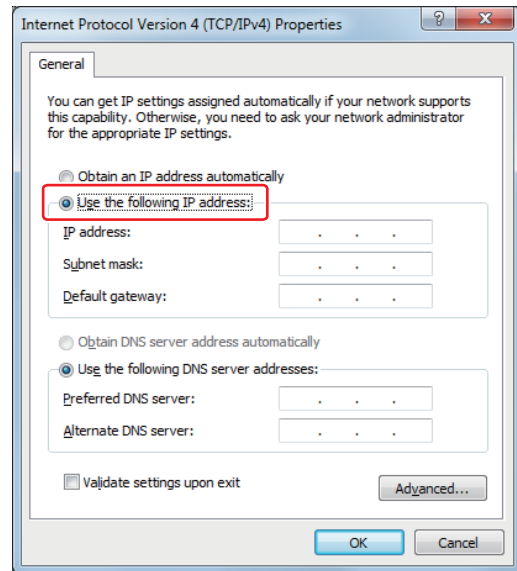 Internet Protocol Version 4 (TCP/IPv4) Properties
General
You can get IP settings assigned automatically if your network supports
this capability. Otherwise, you need to ask your network administrator
for the appropriate IP settings.
Obtain an IP address automatically
Use the following IP address:
IP address:
. . .
Subnet mask:
. . .
Default gateway:
. . .
Obtain DNS server address automatically
Use the following DNS server addresses:
Preferred DNS server:
. . .
Alternate DNS server:
. . .
Validate settings upon exit
Advanced...
OK
Cancel